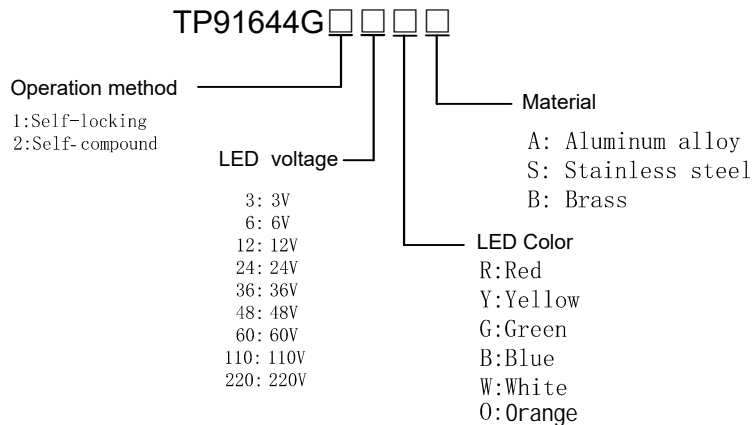 TP91644G□□□□
Operation method
1:Self-locking
2:Self-compound
LED voltage
3: 3V
6: 6V
12: 12V
24: 24V
36: 36V
48: 48V
60: 60V
110: 110V
220: 220V
Material
A: Aluminum alloy
S: Stainless steel
B: Brass
LED Color
R:Red
Y:Yellow
G:Green
B:Blue
W:White
O:Orange